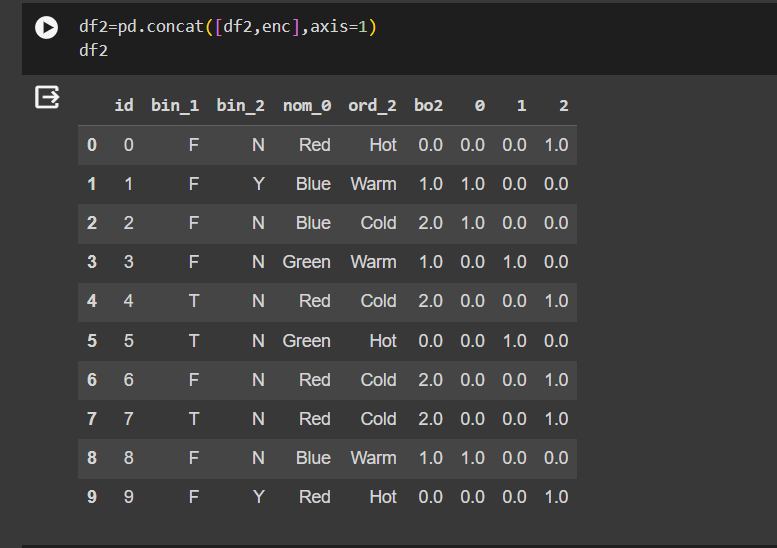 df2=pd.concat([df2,enc],axis=1)
df2
id bin_1 bin_2 nom_0 ord_2 bo2 0 1 2
0 0 F N Red Hot 0.0 0.0 0.0 1.0
1 1 F Y Blue Warm 1.0 1.0 0.0 0.0
2 2 F N Blue Cold 2.0 1.0 0.0 0.0
3 3 F N Green Warm 1.0 0.0 1.0 0.0
4 4 T N Red Cold 2.0 0.0 0.0 1.0
5 5 T N Green Hot 0.0 0.0 1.0 0.0
6 6 F N Red Cold 2.0 0.0 0.0 1.0
7 7 T N Red Cold 2.0 0.0 0.0 1.0
8 8 F N Blue Warm 1.0 1.0 0.0 0.0
9 9 F Y Red Hot 0.0 0.0 0.0 1.0